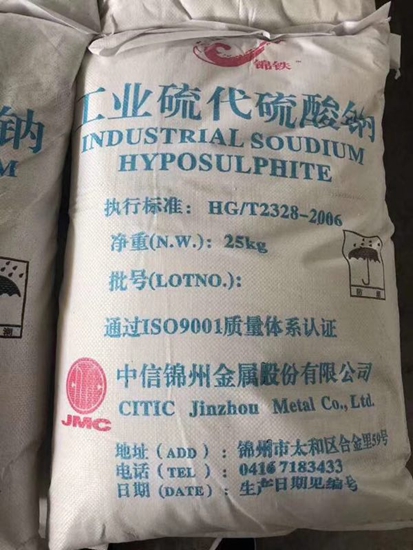 锦铁
工业硫代硫酸钠
INDUSTRIAL SOUDIUM
HYPOSULPHITE
执行标准：HG/T2328-2006
净重(N.W.)：25kg
批号(LOTNO.)：
通过ISO9001质量体系认证
中信锦州金属股份有限公司
CITIC Jinzhou Metal Co., Ltd.
JMC
地址（ADD）：锦州市太和区合金里59号
电话（TEL）：0416 7183433
日期（DATE）：生产日期见编号
钠
M